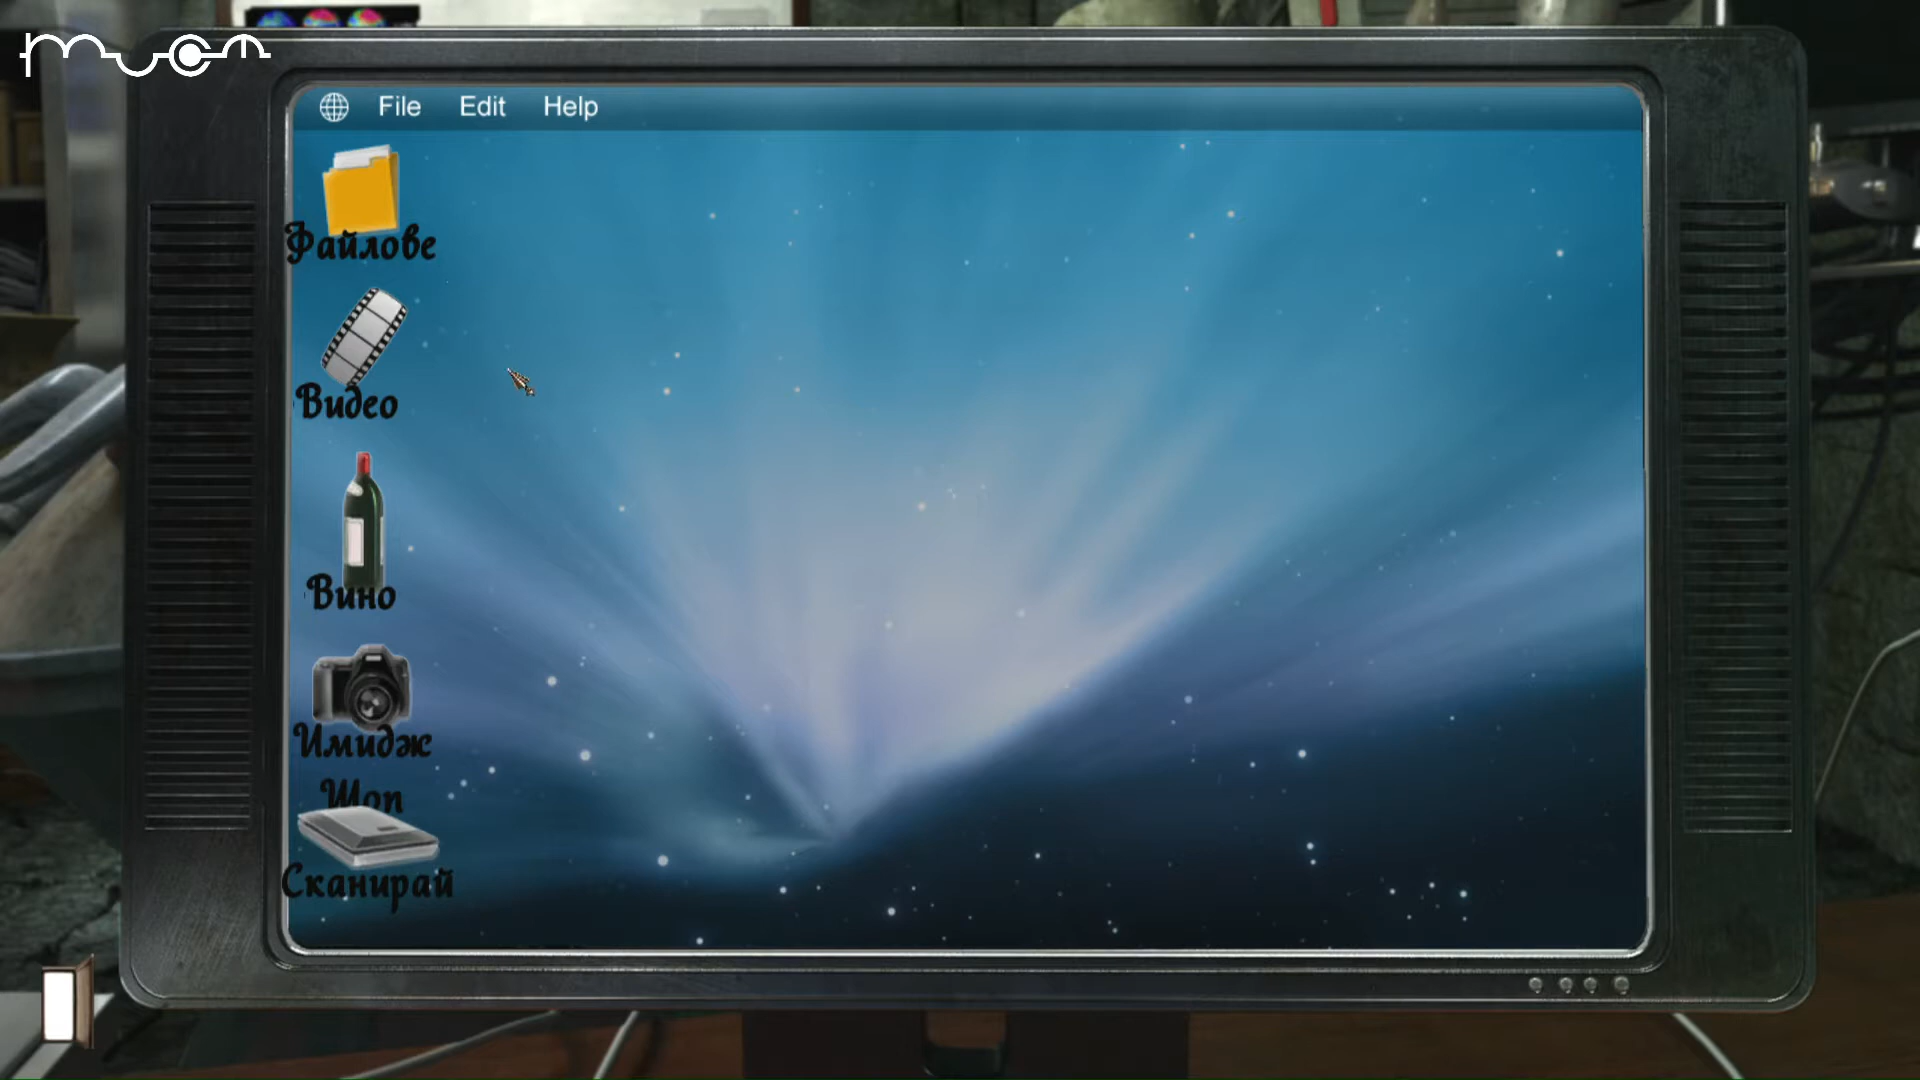 File Edit Help
Файлове
Видео
Вино
Имидж
Шоп
Сканирай